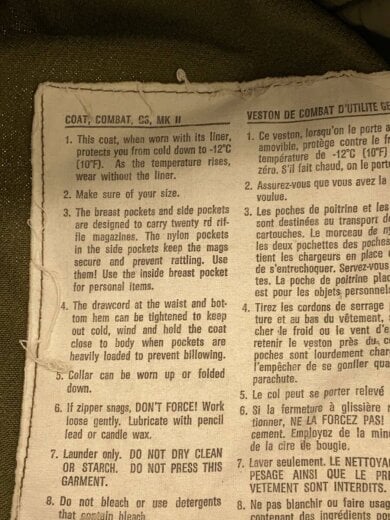 COAT, COMBAT, GS, MK II
1. This coat, when worn with its liner,
protects you from cold down to -12°C
(10°F). As the temperature rises,
wear without the liner.
2. Make sure of your size.
3. The breast pockets and side pockets
are designed to carry twenty rd rif-
fle magazines. The nylon pockets
in the side pockets keep the mags
secure and prevent rattling. Use
them! Use the inside breast pocket
for personal items.
4. The drawcord at the waist and bot-
tom hem can be tightened to keep
out cold, wind and hold the coat
close to body when pockets are
heavily loaded to prevent billowing.
5. Collar can be worn up or folded
down.
6. If zipper snags, DON'T FORCE! Work
loose gently. Lubricate with pencil
lead or candle wax.
7. Launder only. DO NOT DRY CLEAN
OR STARCH. DO NOT PRESS THIS
GARMENT.
8. Do not bleach or use detergents
that contain bleach.
VESTON DE COMBAT D'UTILITE GE
1. Ce veston, lorsqu'on le porte a
amovible, protège contre le fr
température de -12°C (10°F)
zéro. S'il fait chaud, on le port
2. Assurez-vous que vous avez la
voulue.
3. Les poches de poitrine et les
sont destinées au transport d
cartouches. Le morceau de ny
les deux pochettes des poches
tient les chargeurs en place e
de s'entrechoquer. Servez-vous
tes. La poche de poitrine plac
est pour les objets personnels
4. Tirez les cordons de serrage
ture et au bas du vêtement,
cher le froid ou le vent d'e
retenir le veston près du c
poches sont lourdement charg
l'empêcher de se gonfler qua
parachute.
5. Le col peut se porter relevé
6. Si la fermeture à glissière
tionner, NE LA FORCEZ PAS!
cement. Employez de la mine
de la cire de bougie.
7. Laver seulement. LE NETTOYA
PESAGE AINSI QUE LE PRE
VETEMENT SONT INTERDITS.
8. Ne pas blanchir ou faire usag
contenant des ingrédients po